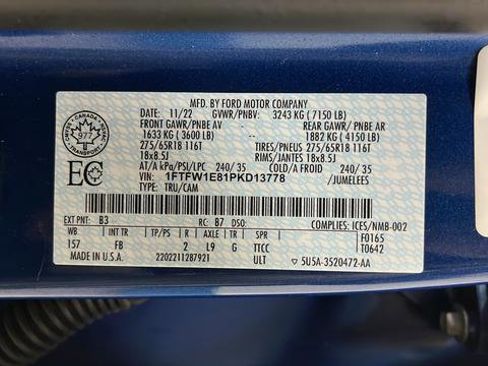 MFD. BY FORD MOTOR COMPANY
DATE: 11/22 GVWR/PNBV: 3243 KG ( 7150 LB)
FRONT GAWR/PNBE AV REAR GAWR/PNBE AR
1633 KG ( 3600 LB) 1882 KG ( 4150 LB)
275/65R18 116T TIRES/PNEUS 275/65R18 116T
18x8.5J RIMS/JANTES 18x8.5J
AT/A kPa/PSI/LPC 240/ 35 COLD/A FROID 240/ 35
VIN: 1FTFW1E81PKD13778 /JUMELEES
TYPE: TRU/CAM
CANADA
977
TRANSPORT
EC
EXT PNT: B3 RC: B7 DSO: COMPLIES: ICES/NMB-002
WB INT TR TP/PS R AXLE TR SPR F0165
157 FB 2 L9 G TTCC T0642
MADE IN U.S.A. 2202211287921 ULT 5U5A-3520472-AA